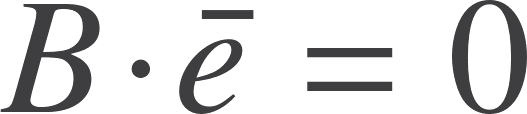 B · ē = 0